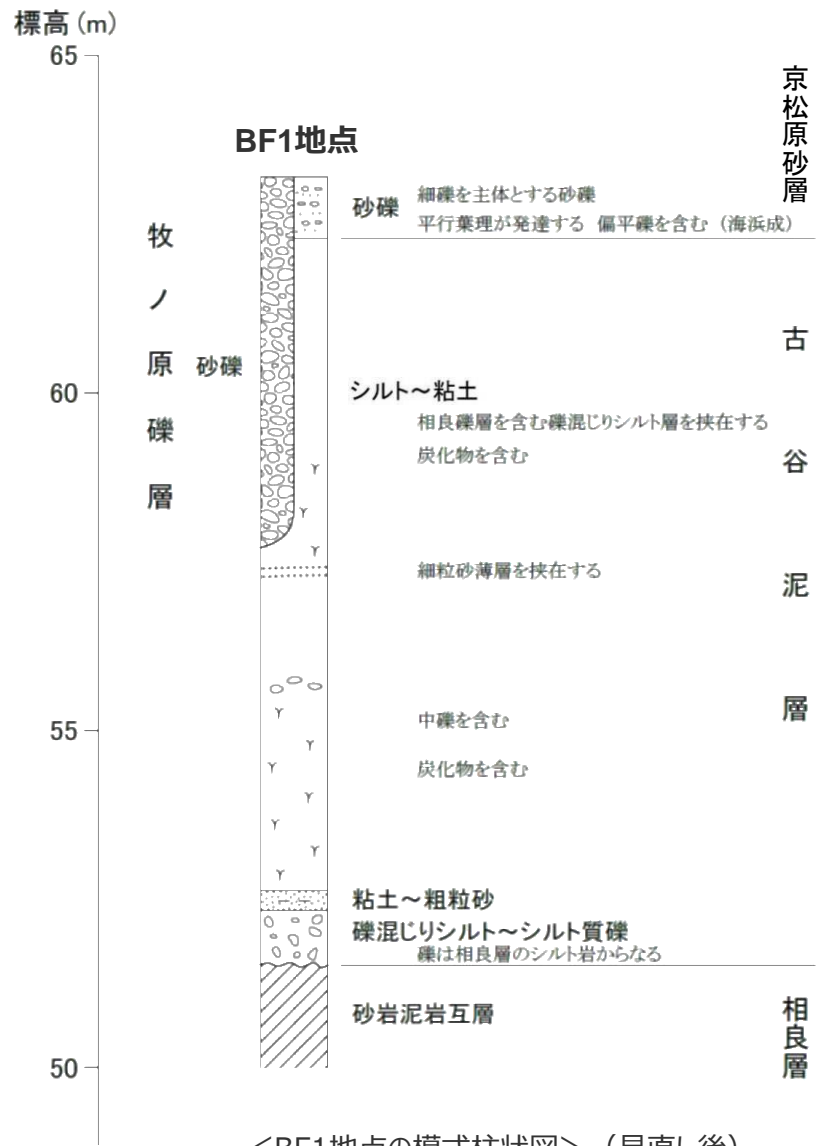 標高(m)
65
京松原砂層
BF1地点
砂礫
細礫を主体とする砂礫
平行葉理が発達する 偏平礫を含む(海浜成)
牧ノ原礫層
砂礫
古谷泥層
60
シルト～粘土
相良礫層を含む礫混じりシルト層を挟在する
炭化物を含む
細粒砂薄層を挟在する
55
中礫を含む
炭化物を含む
粘土～粗粒砂
礫混じりシルト～シルト質礫
礫は相良層のシルト岩からなる
砂岩泥岩互層
相良層
50
＜BF1地点の模式柱状図＞（見直し後）